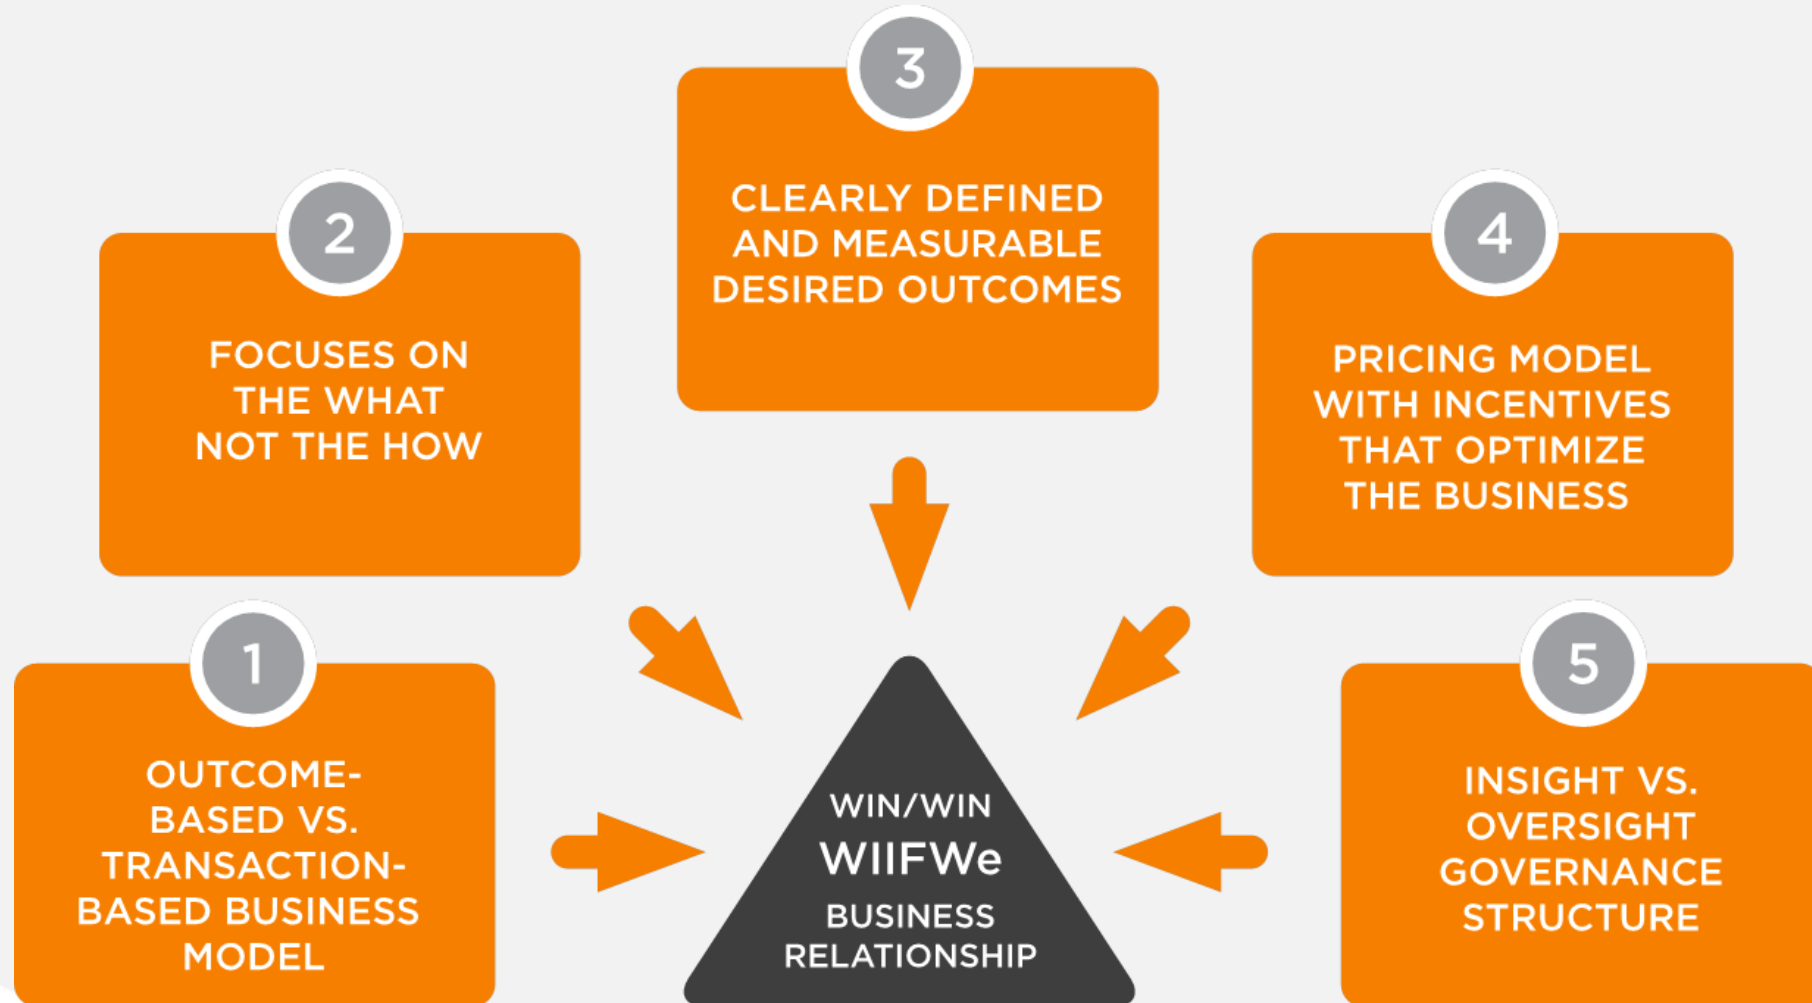 1
OUTCOME-
BASED VS.
TRANSACTION-
BASED BUSINESS
MODEL
2
FOCUSES ON
THE WHAT
NOT THE HOW
3
CLEARLY DEFINED
AND MEASURABLE
DESIRED OUTCOMES
4
PRICING MODEL
WITH INCENTIVES
THAT OPTIMIZE
THE BUSINESS
5
INSIGHT VS.
OVERSIGHT
GOVERNANCE
STRUCTURE
WIN/WIN
WIIFWe
BUSINESS
RELATIONSHIP